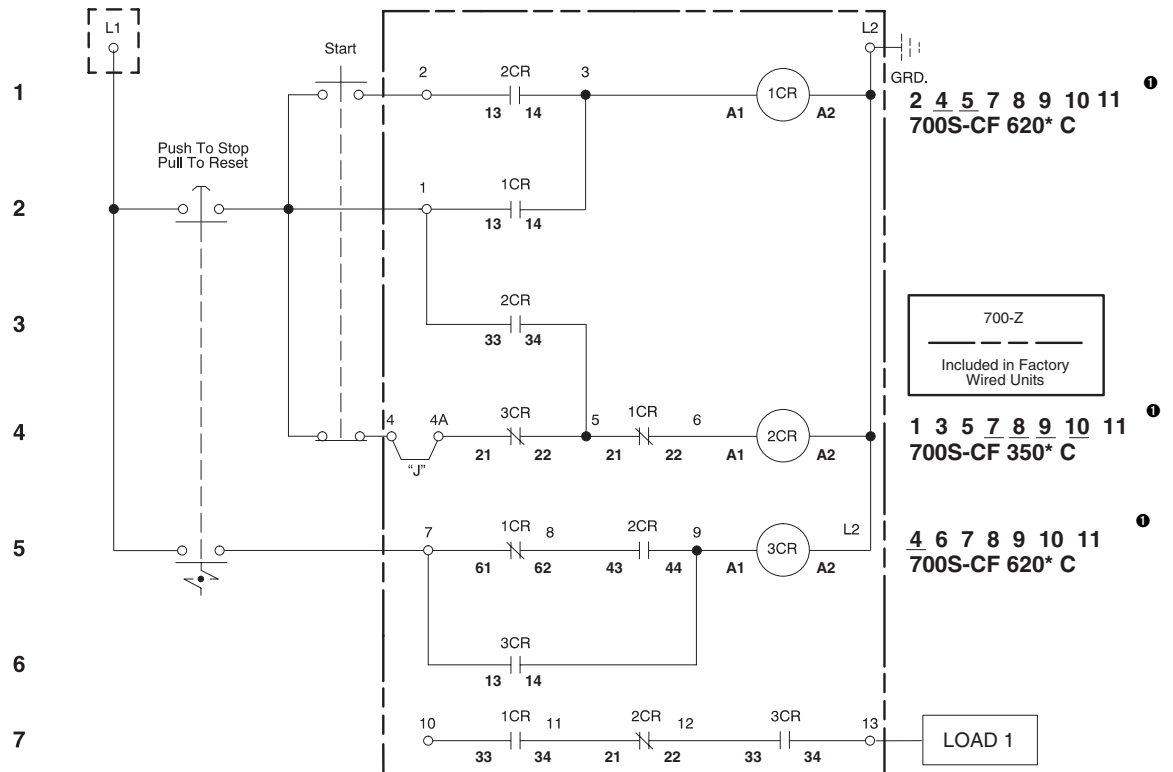 L1
L2
Start
GRD.
❶
1
2
2CR
3
13 14
A1
1CR
A2
2 4 5 7 8 9 10 11
700S-CF 620* C
Push To Stop
Pull To Reset
2
1
1CR
13 14
3
2CR
33 34
700-Z
Included in Factory
Wired Units
4
4
4A
"J"
3CR
21 22
5
1CR
21 22
6
A1
2CR
A2
❶
1 3 5 7 8 9 10 11
700S-CF 350* C
5
7
1CR
61 62
8
2CR
43 44
9
A1
3CR
A2
L2
❶
4 6 7 8 9 10 11
700S-CF 620* C
6
3CR
13 14
7
10
1CR
33 34
11
2CR
21 22
12
3CR
33 34
13
LOAD 1